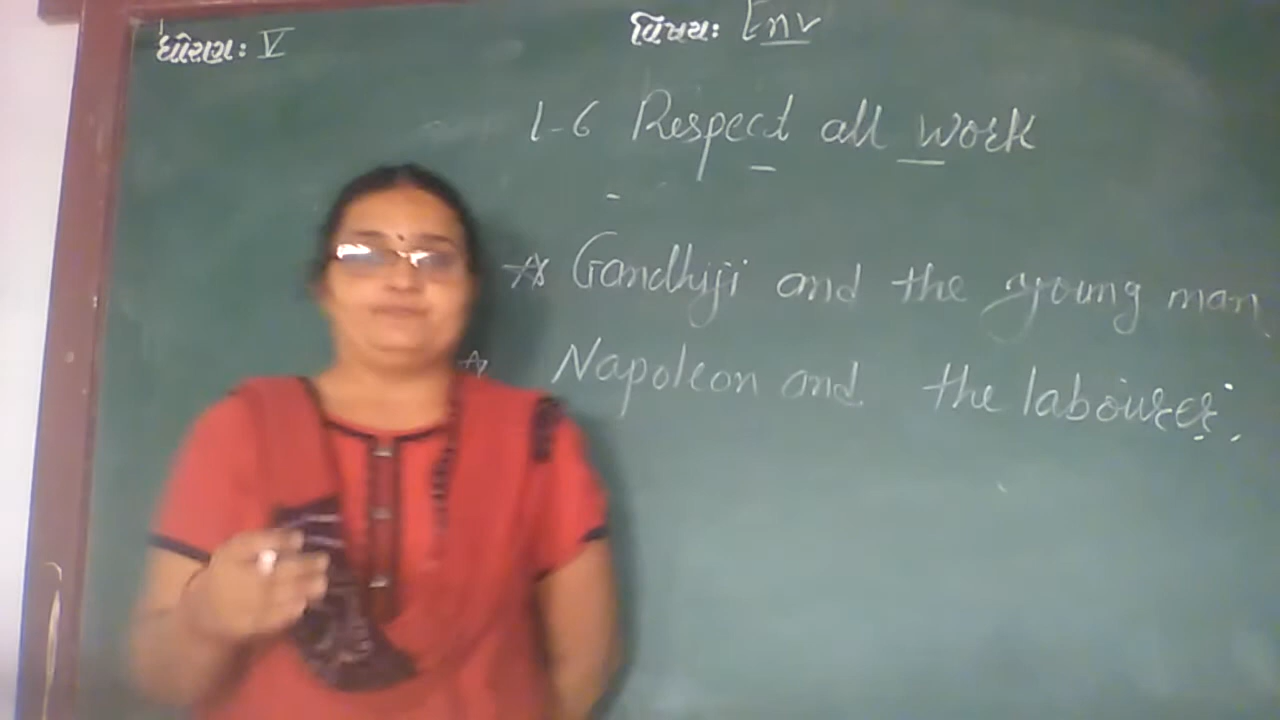 ધોરણ: V
વિષય: Env
1-6 Respect all work
☆ Gandhiji and the young man
☆ Napoleon and the labourer.